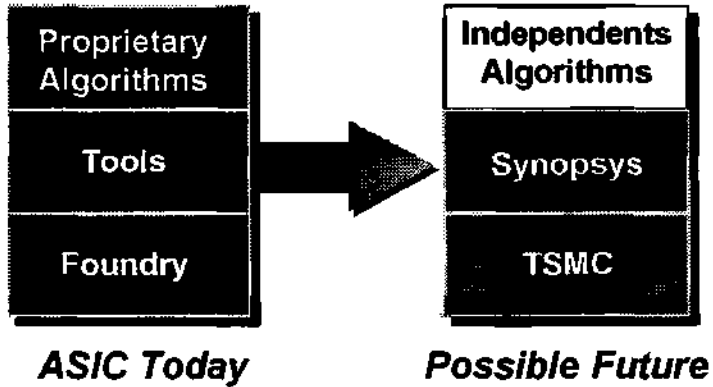 Proprietary
Algorithms
Tools
Foundry
ASIC Today
Independents
Algorithms
Synopsys
TSMC
Possible Future